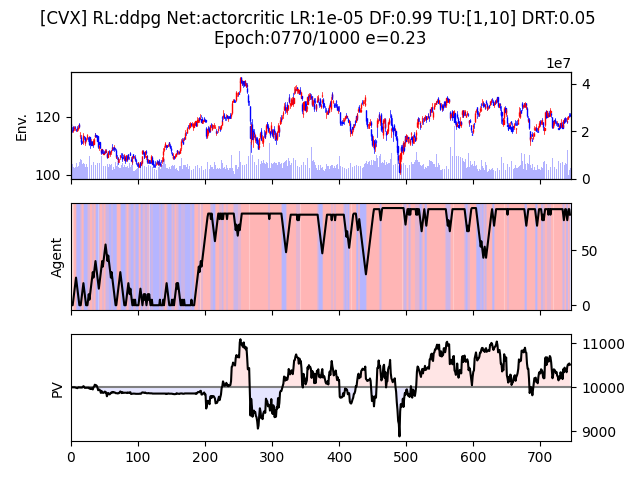 [CVX] RL:ddpg Net:actorcritic LR:1e-05 DF:0.99 TU:[1,10] DRT:0.05
Epoch:0770/1000 e=0.23
1e7
Env.
120
100
4
2
0
Agent
50
0
PV
11000
10000
9000
0 100 200 300 400 500 600 700